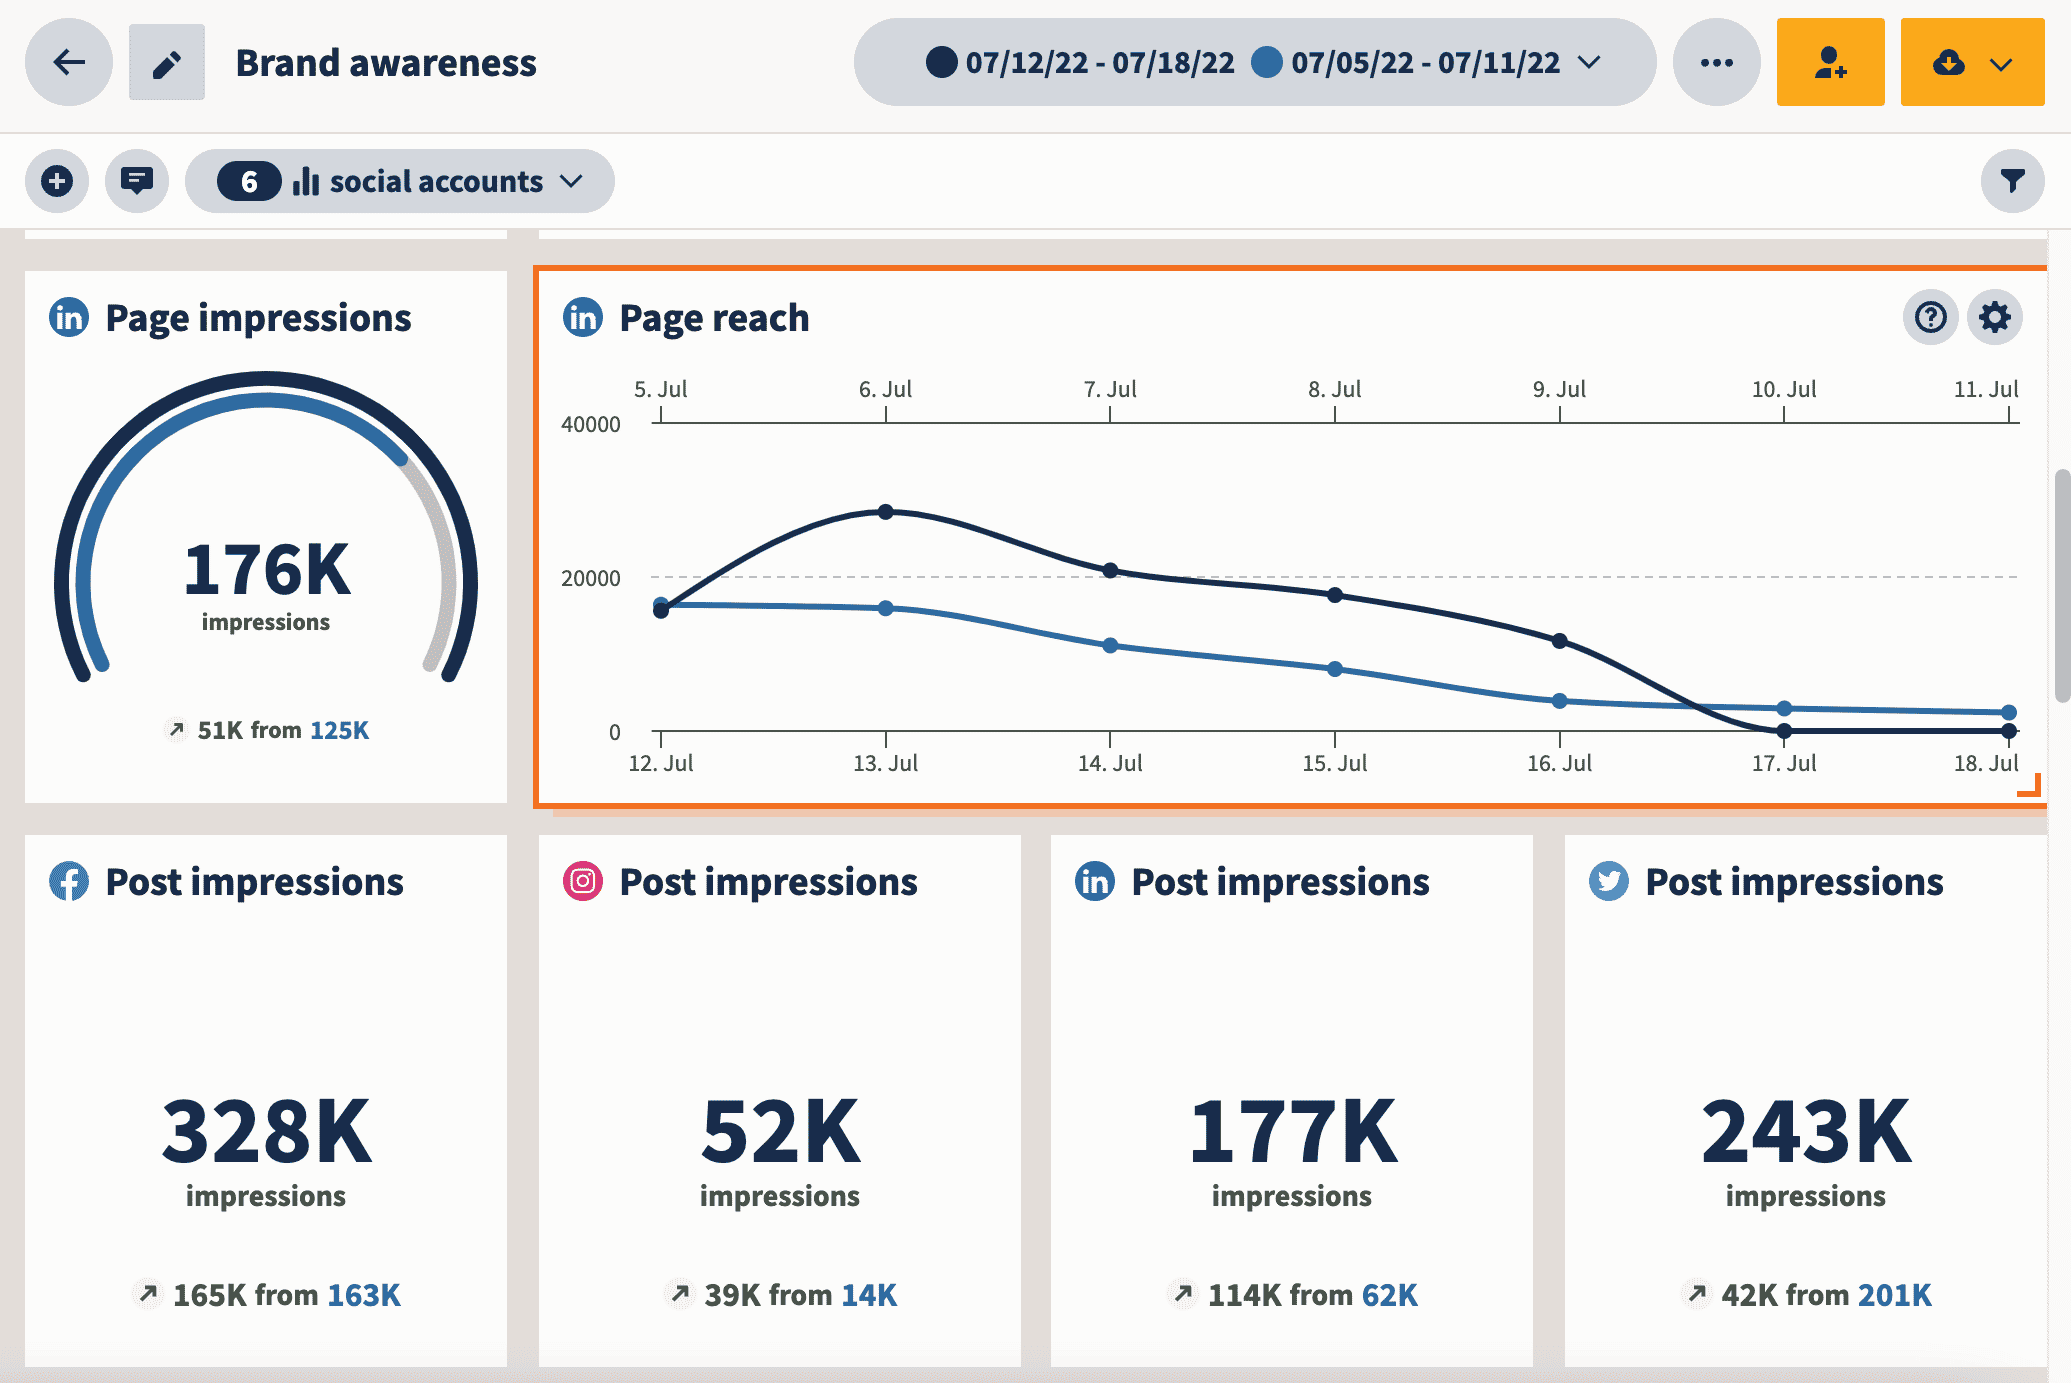 Brand awareness
07/12/22 - 07/18/22 07/05/22 - 07/11/22
6 social accounts
Page impressions
176K
impressions
51K from 125K
Page reach
5. Jul 6. Jul 7. Jul 8. Jul 9. Jul 10. Jul 11. Jul
40000
20000
0
12. Jul 13. Jul 14. Jul 15. Jul 16. Jul 17. Jul 18. Jul
Post impressions
328K
impressions
165K from 163K
Post impressions
52K
impressions
39K from 14K
Post impressions
177K
impressions
114K from 62K
Post impressions
243K
impressions
42K from 201K